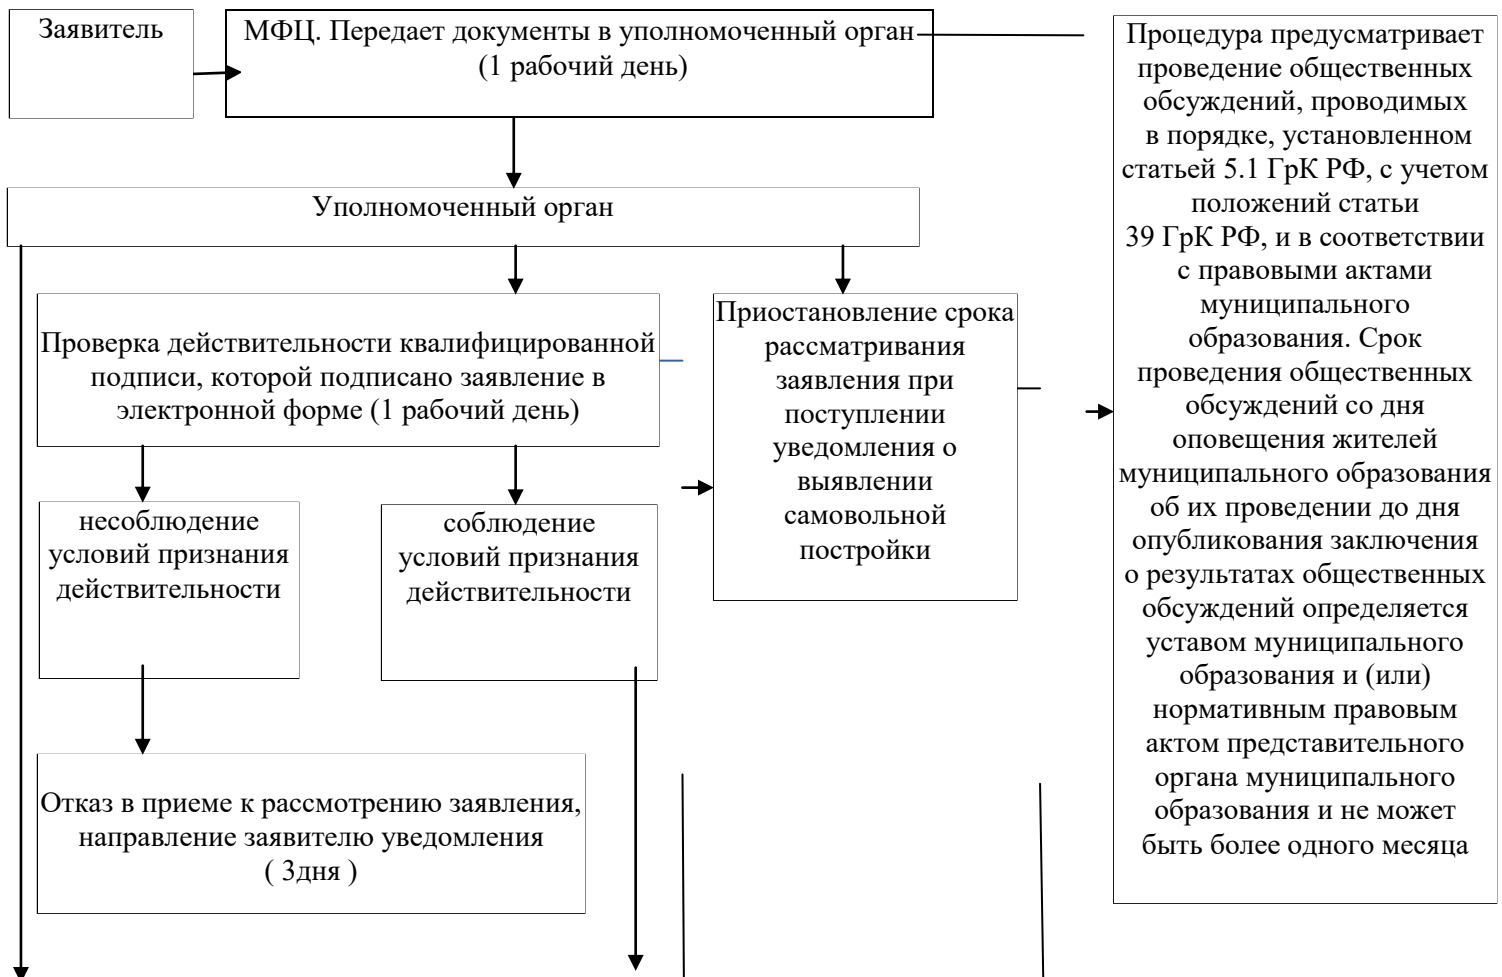 Заявитель
МФЦ. Передает документы в уполномоченный орган
(1 рабочий день)
Уполномоченный орган
Проверка действительности квалифицированной
подписи, которой подписано заявление в
электронной форме (1 рабочий день)
несоблюдение
условий признания
действительности
соблюдение
условий признания
действительности
Отказ в приеме к рассмотрению заявления,
направление заявителю уведомления
( 3дня )
Приостановление срока
рассматривания
заявления при
поступлении
уведомления о
выявлении
самовольной
постройки
Процедура предусматривает
проведение общественных
обсуждений, проводимых
в порядке, установленном
статьей 5.1 ГрК РФ, с учетом
положений статьи
39 ГрК РФ, и в соответствии
с правовыми актами
муниципального
образования. Срок
проведения общественных
обсуждений со дня
оповещения жителей
муниципального образования
об их проведении до дня
опубликования заключения
о результатах общественных
обсуждений определяется
уставом муниципального
образования и (или)
нормативным правовым
актом представительного
органа муниципального
образования и не может
быть более одного месяца